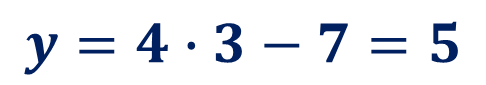 y = 4 · 3 − 7 = 5